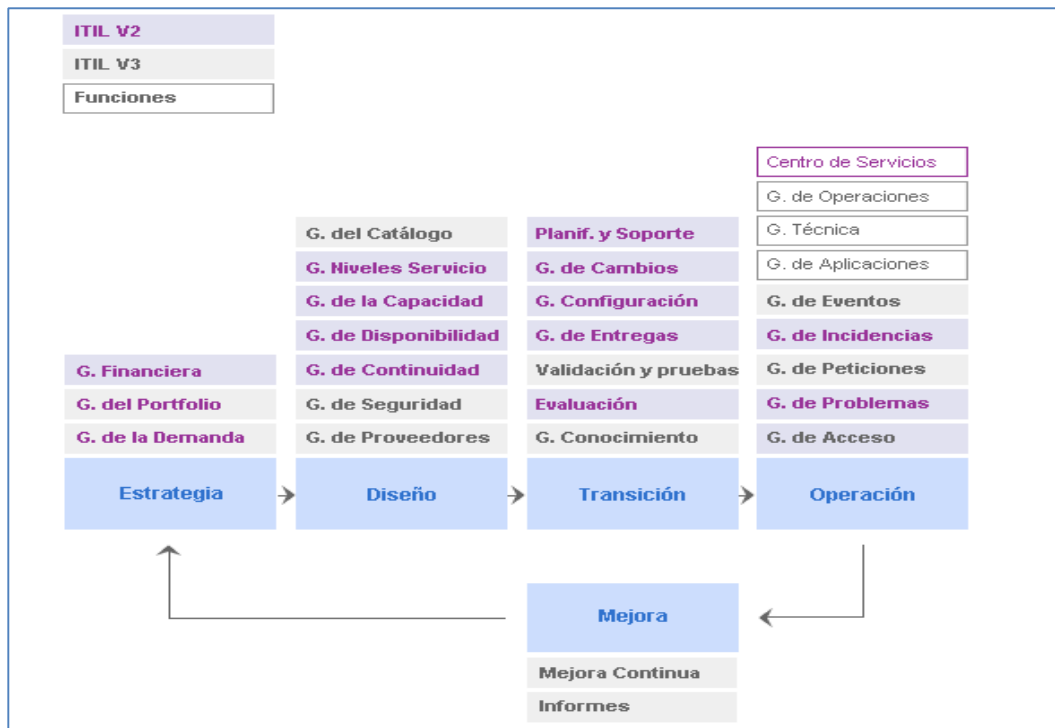 ITIL V2
ITIL V3
Funciones
G. Financiera
G. del Portfolio
G. de la Demanda
Estrategia
G. del Catálogo
G. Niveles Servicio
G. de la Capacidad
G. de Disponibilidad
G. de Continuidad
G. de Seguridad
G. de Proveedores
Diseño
Planif. y Soporte
G. de Cambios
G. Configuración
G. de Entregas
Validación y pruebas
Evaluación
G. Conocimiento
Transición
Centro de Servicios
G. de Operaciones
G. Técnica
G. de Aplicaciones
G. de Eventos
G. de Incidencias
G. de Peticiones
G. de Problemas
G. de Acceso
Operación
Mejora
Mejora Continua
Informes